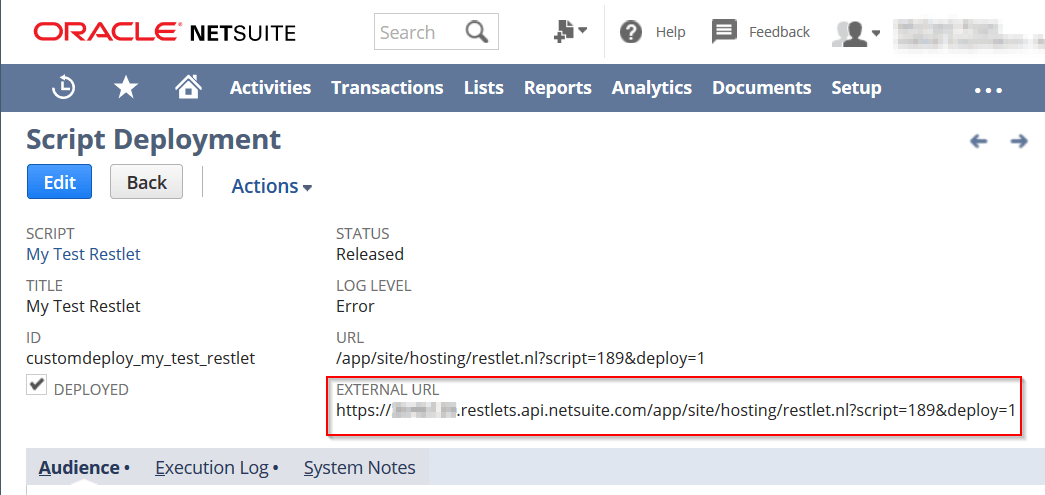 ORACLE NETSUITE
Search
Help
Feedback
Activities Transactions Lists Reports Analytics Documents Setup
Script Deployment
Edit Back Actions
SCRIPT
My Test Restlet
STATUS
Released
TITLE
My Test Restlet
LOG LEVEL
Error
ID
customdeploy_my_test_restlet
URL
/app/site/hosting/restlet.nl?script=189&deploy=1
DEPLOYED
EXTERNAL URL
https://.restlets.api.netsuite.com/app/site/hosting/restlet.nl?script=189&deploy=1
Audience • Execution Log • System Notes